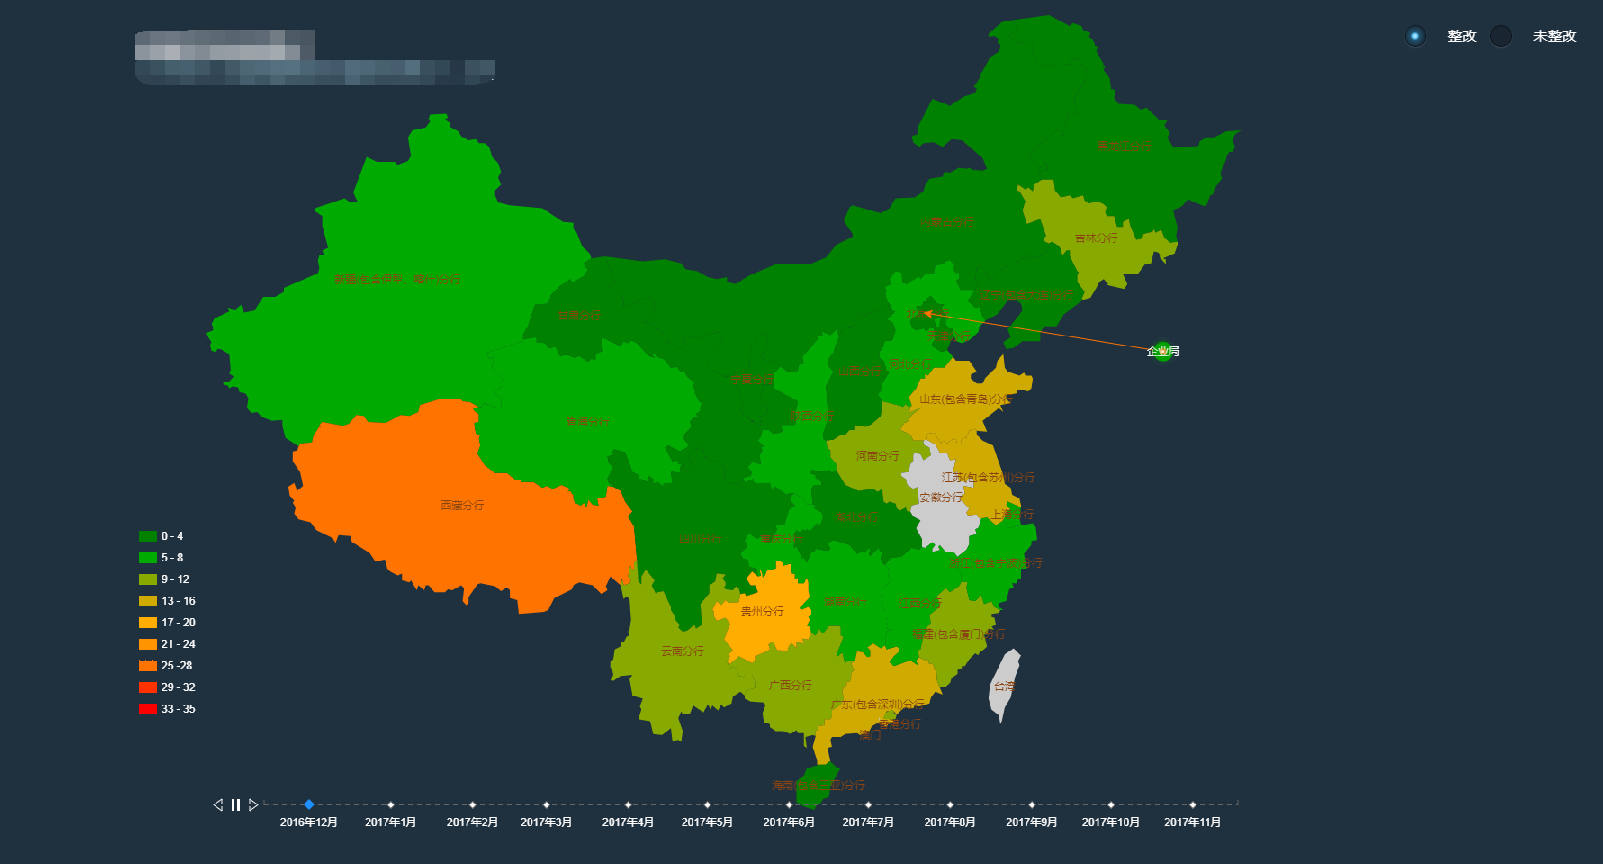 整改
未整改
黑龙江分行
内蒙古分行
吉林分行
新疆(包含伊犁、喀什)分行
辽宁(包含大连)分行
甘肃分行
北京分行
天津分行
企业局
宁夏分行
山西分行
河北分行
山东(包含青岛)分行
陕西分行
青海分行
河南分行
江苏(包含苏州)分行
安徽分行
西藏分行
上海分行
湖北分行
四川分行
重庆分行
浙江(包含宁波)分行
湖南分行
江西分行
贵州分行
福建(包含厦门)分行
云南分行
广西分行
台湾
广东(包含深圳)分行
香港分行
澳门
海南(包含三亚)分行
0 - 4
5 - 8
9 - 12
13 - 16
17 - 20
21 - 24
25 -28
29 - 32
33 - 35
2016年12月
2017年1月
2017年2月
2017年3月
2017年4月
2017年5月
2017年6月
2017年7月
2017年8月
2017年9月
2017年10月
2017年11月